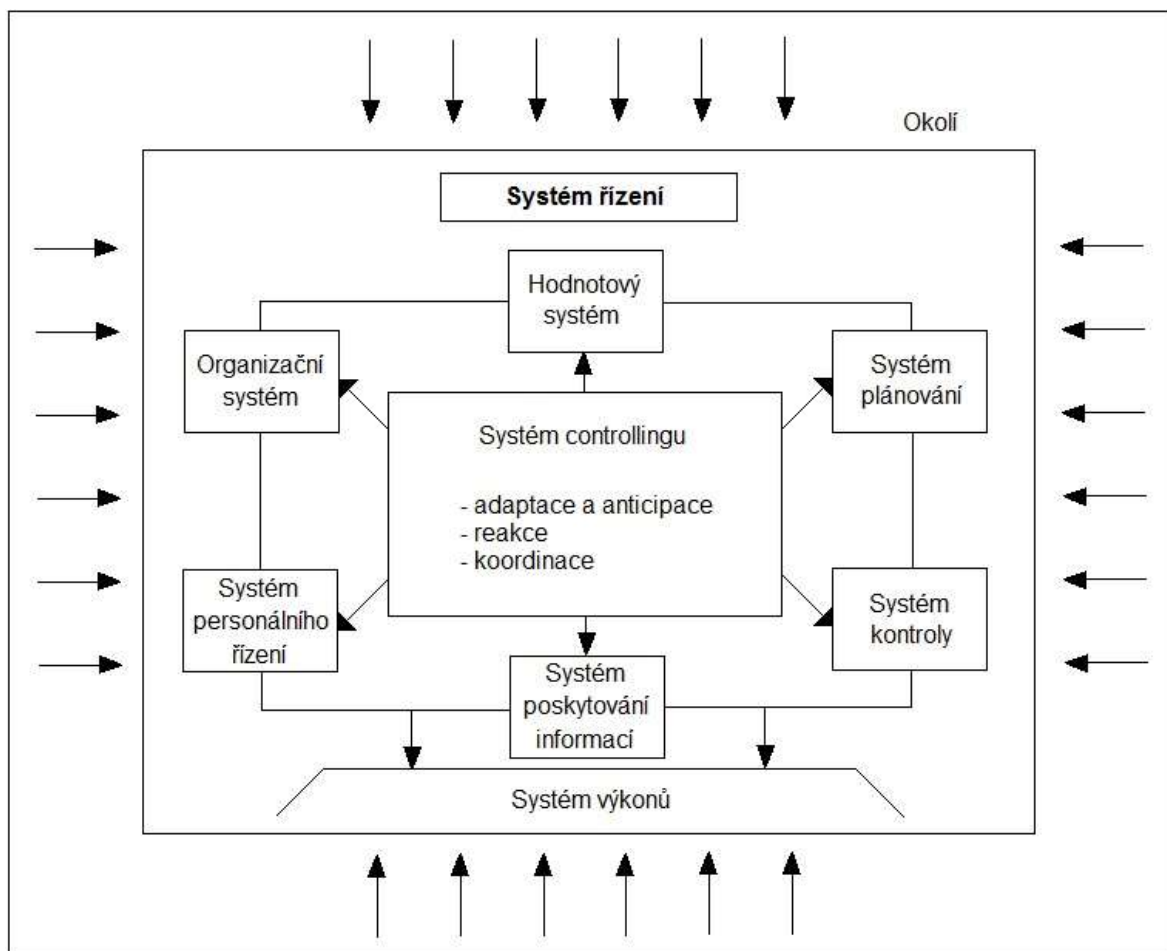 Okolí
Systém řízení
Hodnotový
systém
Organizační
systém
Systém
plánování
Systém controllingu
- adaptace a anticipace
- reakce
- koordinace
Systém
personálního
řízení
Systém
kontroly
Systém
poskytování
informací
Systém výkonů